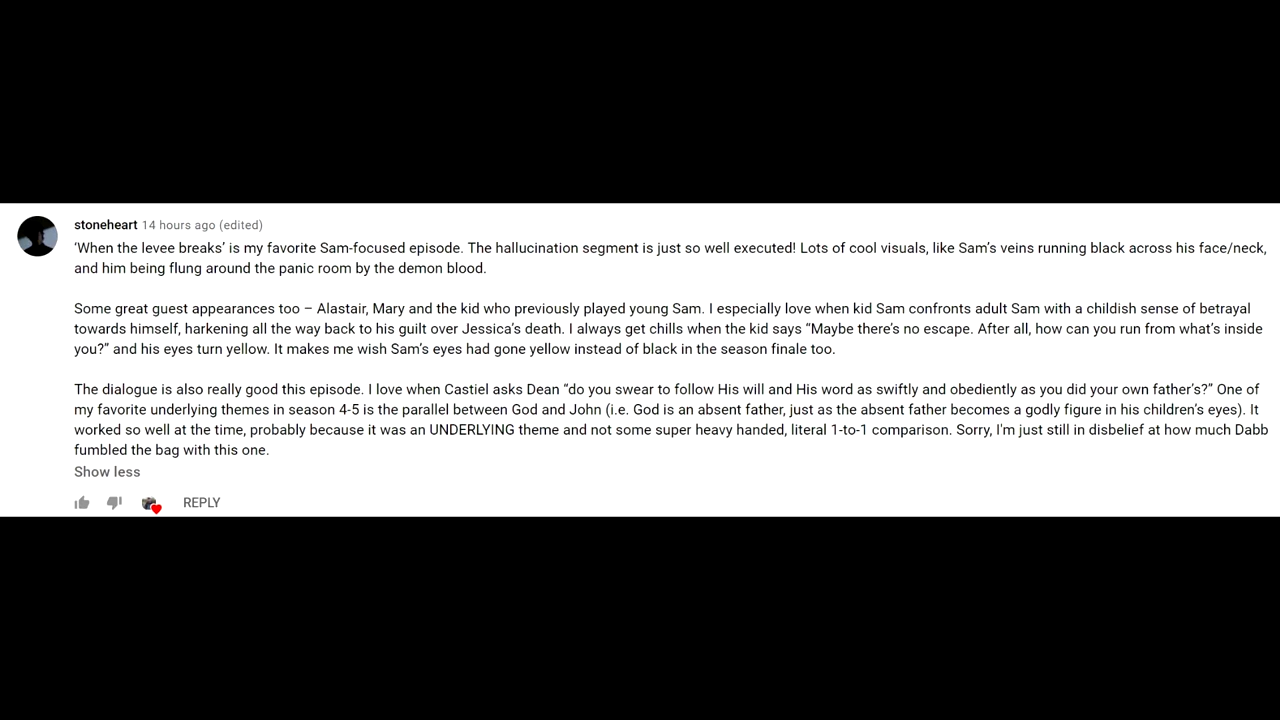 stoneheart 14 hours ago (edited)
‘When the levee breaks’ is my favorite Sam-focused episode. The hallucination segment is just so well executed! Lots of cool visuals, like Sam’s veins running black across his face/neck,
and him being flung around the panic room by the demon blood.
Some great guest appearances too – Alastair, Mary and the kid who previously played young Sam. I especially love when kid Sam confronts adult Sam with a childish sense of betrayal
towards himself, harkening all the way back to his guilt over Jessica’s death. I always get chills when the kid says “Maybe there’s no escape. After all, how can you run from what’s inside
you?” and his eyes turn yellow. It makes me wish Sam’s eyes had gone yellow instead of black in the season finale too.
The dialogue is also really good this episode. I love when Castiel asks Dean “do you swear to follow His will and His word as swiftly and obediently as you did your own father’s?” One of
my favorite underlying themes in season 4-5 is the parallel between God and John (i.e. God is an absent father, just as the absent father becomes a godly figure in his children’s eyes). It
worked so well at the time, probably because it was an UNDERLYING theme and not some super heavy handed, literal 1-to-1 comparison. Sorry, I'm just still in disbelief at how much Dabb
fumbled the bag with this one.
Show less
REPLY